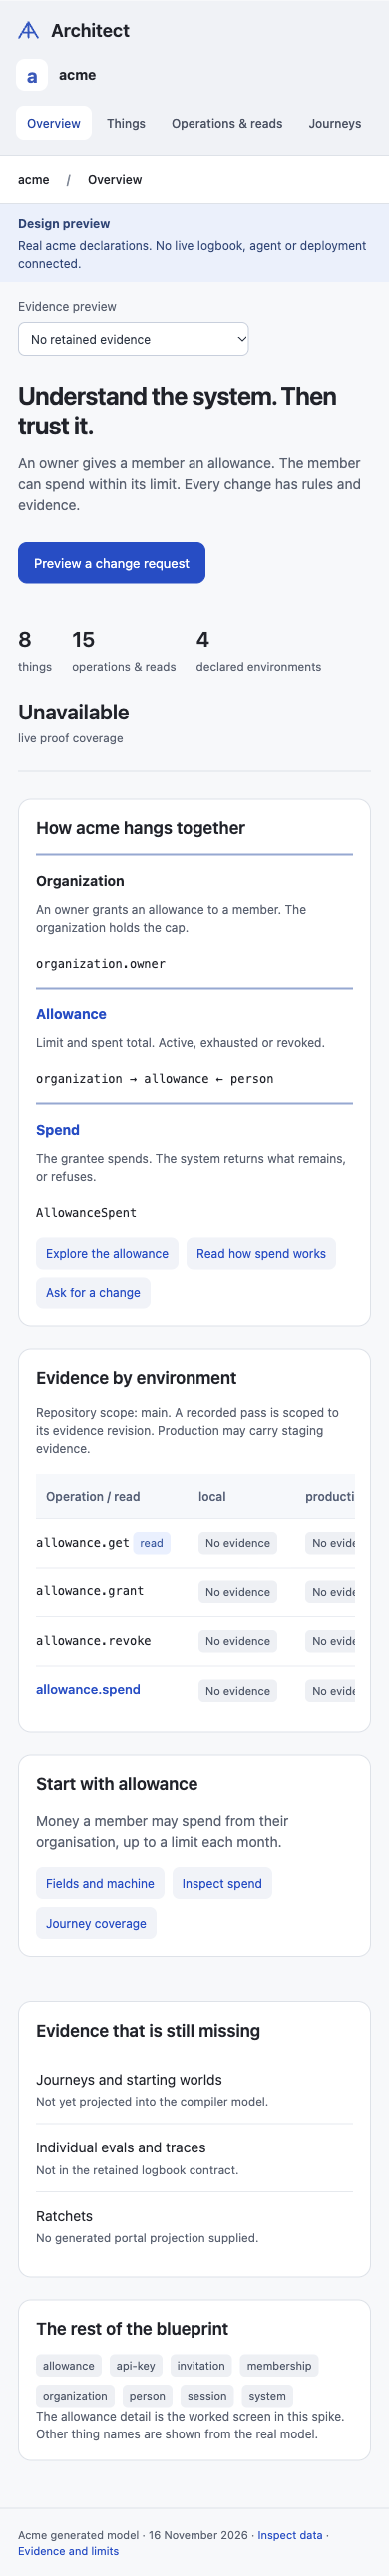 Architect
a acme
Overview Things Operations & reads Journeys
acme / Overview
Design preview
Real acme declarations. No live logbook, agent or deployment
connected.
Evidence preview
No retained evidence
Understand the system. Then
trust it.
An owner gives a member an allowance. The member
can spend within its limit. Every change has rules and
evidence.
Preview a change request
8 15 4
things operations & reads declared environments
Unavailable
live proof coverage
How acme hangs together
Organization
An owner grants an allowance to a member. The
organization holds the cap.
organization.owner
Allowance
Limit and spent total. Active, exhausted or revoked.
organization → allowance ← person
Spend
The grantee spends. The system returns what remains,
or refuses.
AllowanceSpent
Explore the allowance Read how spend works
Ask for a change
Evidence by environment
Repository scope: main. A recorded pass is scoped to
its evidence revision. Production may carry staging
evidence.
Operation / read local producti
allowance.get read No evidence No evide
allowance.grant No evidence No evide
allowance.revoke No evidence No evide
allowance.spend No evidence No evide
Start with allowance
Money a member may spend from their
organisation, up to a limit each month.
Fields and machine Inspect spend
Journey coverage
Evidence that is still missing
Journeys and starting worlds
Not yet projected into the compiler model.
Individual evals and traces
Not in the retained logbook contract.
Ratchets
No generated portal projection supplied.
The rest of the blueprint
allowance api-key invitation membership
organization person session system
The allowance detail is the worked screen in this spike.
Other thing names are shown from the real model.
Acme generated model · 16 November 2026 · Inspect data ·
Evidence and limits